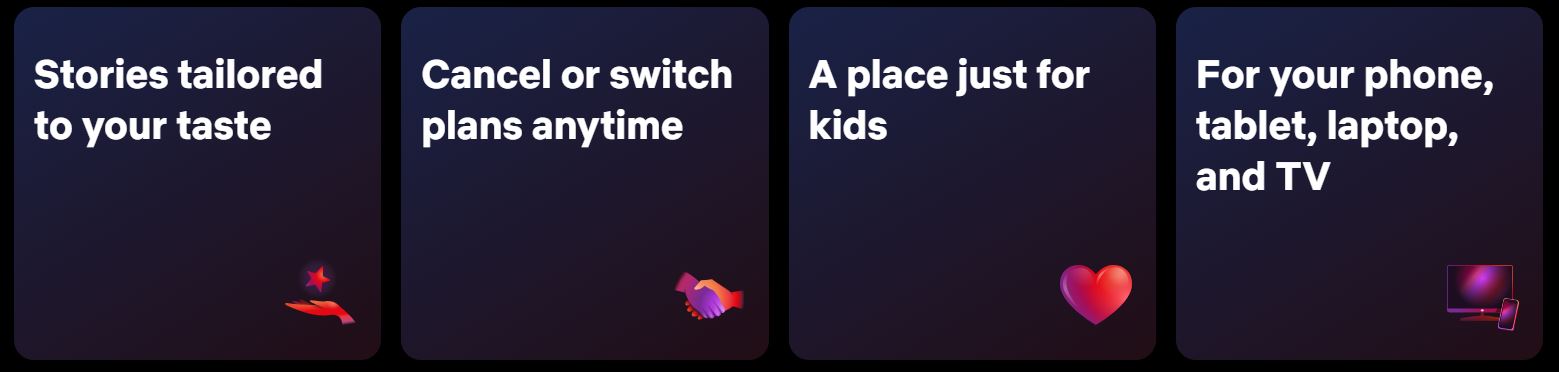 Stories tailored
to your taste
Cancel or switch
plans anytime
A place just for
kids
For your phone,
tablet, laptop,
and TV